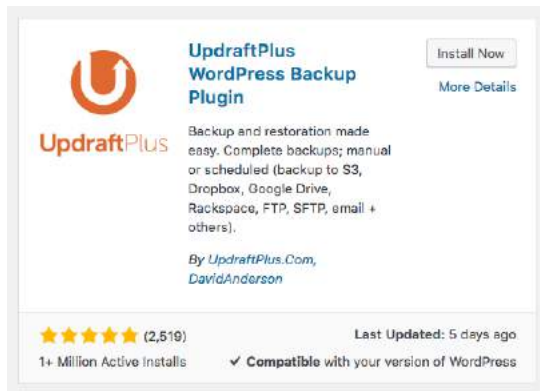 UpdraftPlus
WordPress Backup
Plugin
Install Now
More Details
UpdraftPlus
Backup and restoration made
easy. Complete backups; manual
or scheduled (backup to S3,
Dropbox, Google Drive,
Rackspace, FTP, SFTP, email +
others).
By UpdraftPlus.Com,
DavidAnderson
(2,519)
Last Updated: 5 days ago
1+ Million Active Installs
✓ Compatible with your version of WordPress